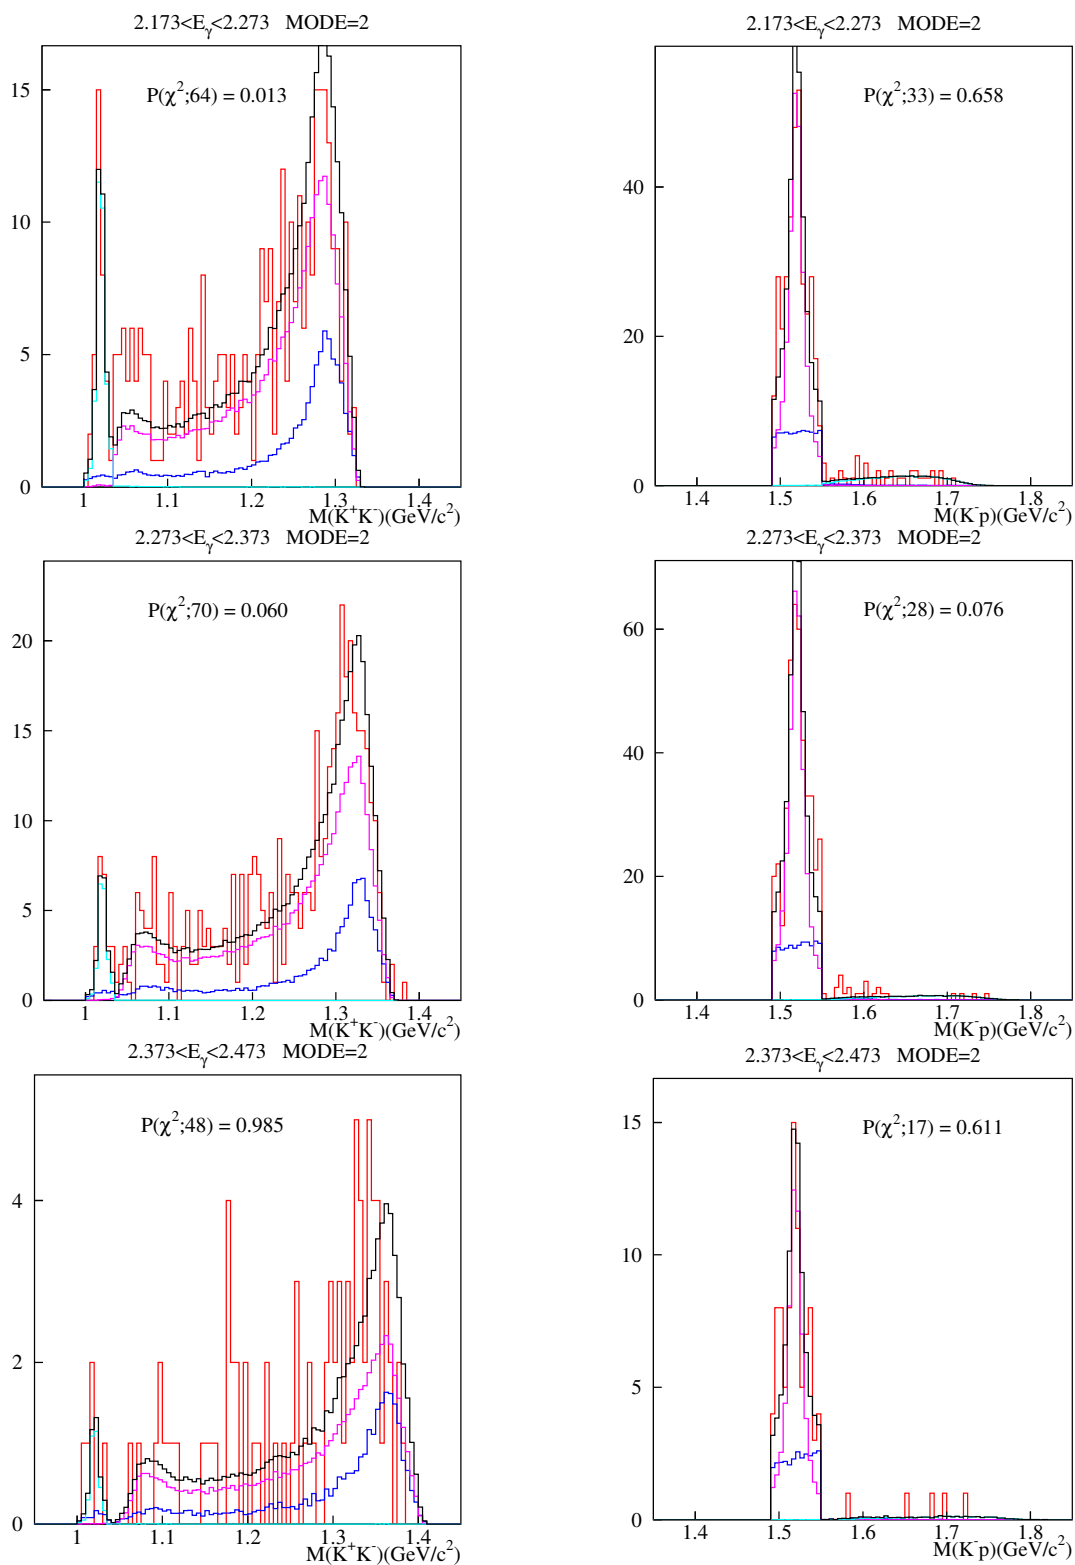 2.173<Eγ<2.273 MODE=2
P(χ²;64) = 0.013
15
10
5
0
1 1.1 1.2 1.3 1.4
M(K⁺K⁻)(GeV/c²)
2.173<Eγ<2.273 MODE=2
P(χ²;33) = 0.658
40
20
0
1.4 1.5 1.6 1.7 1.8
M(K⁻p)(GeV/c²)
2.273<Eγ<2.373 MODE=2
P(χ²;70) = 0.060
20
15
10
5
0
1 1.1 1.2 1.3 1.4
M(K⁺K⁻)(GeV/c²)
2.273<Eγ<2.373 MODE=2
P(χ²;28) = 0.076
60
40
20
0
1.4 1.5 1.6 1.7 1.8
M(K⁻p)(GeV/c²)
2.373<Eγ<2.473 MODE=2
P(χ²;48) = 0.985
4
2
0
1 1.1 1.2 1.3 1.4
M(K⁺K⁻)(GeV/c²)
2.373<Eγ<2.473 MODE=2
P(χ²;17) = 0.611
15
10
5
0
1.4 1.5 1.6 1.7 1.8
M(K⁻p)(GeV/c²)